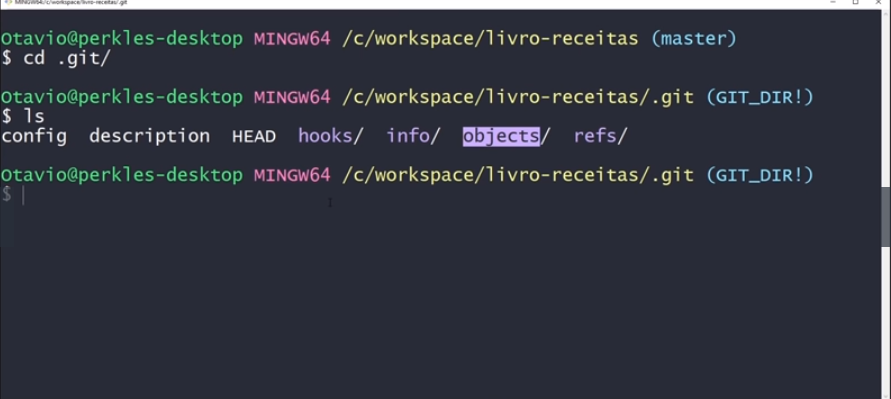 MINGW64:/c/workspace/livro-receitas/.git
Otavio@perkles-desktop MINGW64 /c/workspace/livro-receitas (master)
$ cd .git/
Otavio@perkles-desktop MINGW64 /c/workspace/livro-receitas/.git (GIT_DIR!)
$ ls
config description HEAD hooks/ info/ objects/ refs/
Otavio@perkles-desktop MINGW64 /c/workspace/livro-receitas/.git (GIT_DIR!)
$